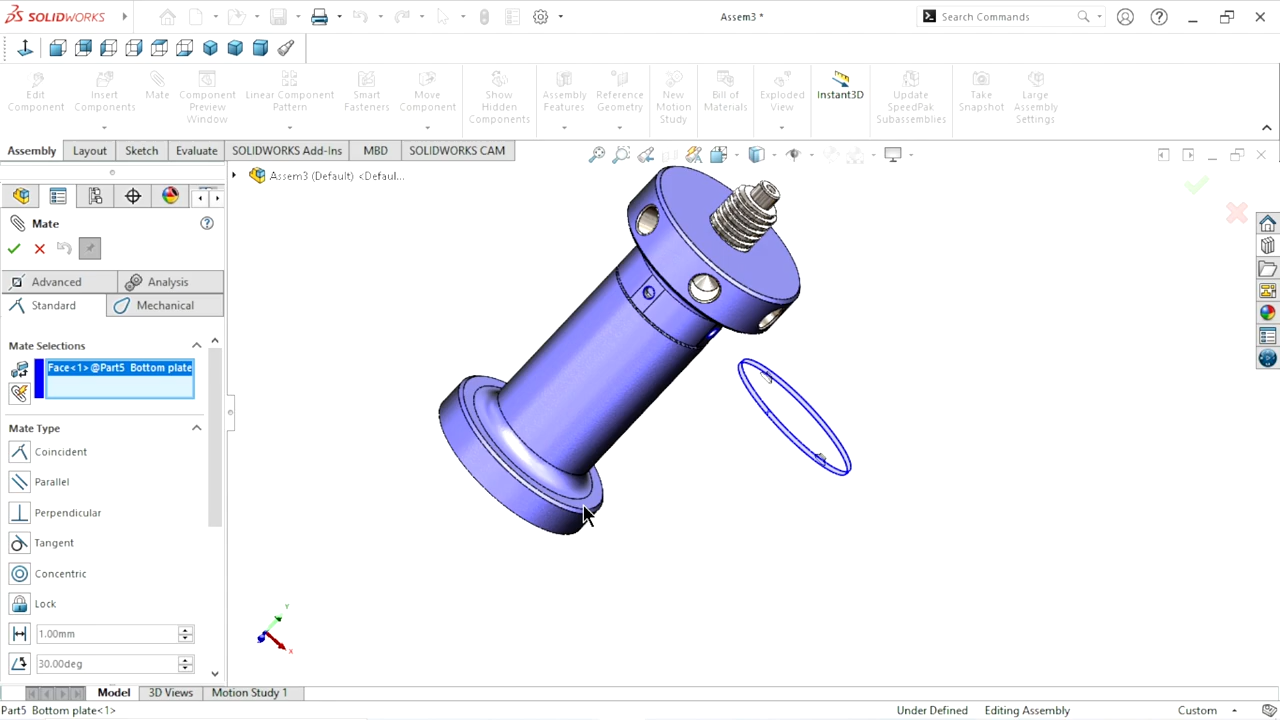 SOLIDWORKS
Assem3 *
Search Commands
Edit Component
Insert Components
Mate
Component Preview Window
Linear Component Pattern
Smart Fasteners
Move Component
Show Hidden Components
Assembly Features
Reference Geometry
New Motion Study
Bill of Materials
Exploded View
Instant3D
Update SpeedPak Subassemblies
Take Snapshot
Large Assembly Settings
Assembly
Layout
Sketch
Evaluate
SOLIDWORKS Add-Ins
MBD
SOLIDWORKS CAM
Assem3 (Default) <Defaul...
Mate
Advanced
Analysis
Standard
Mechanical
Mate Selections
Face<1>@Part5 Bottom plate
Mate Type
Coincident
Parallel
Perpendicular
Tangent
Concentric
Lock
1.00mm
30.00deg
Y
X
Model
3D Views
Motion Study 1
Part5 Bottom plate<1>
Under Defined
Editing Assembly
Custom